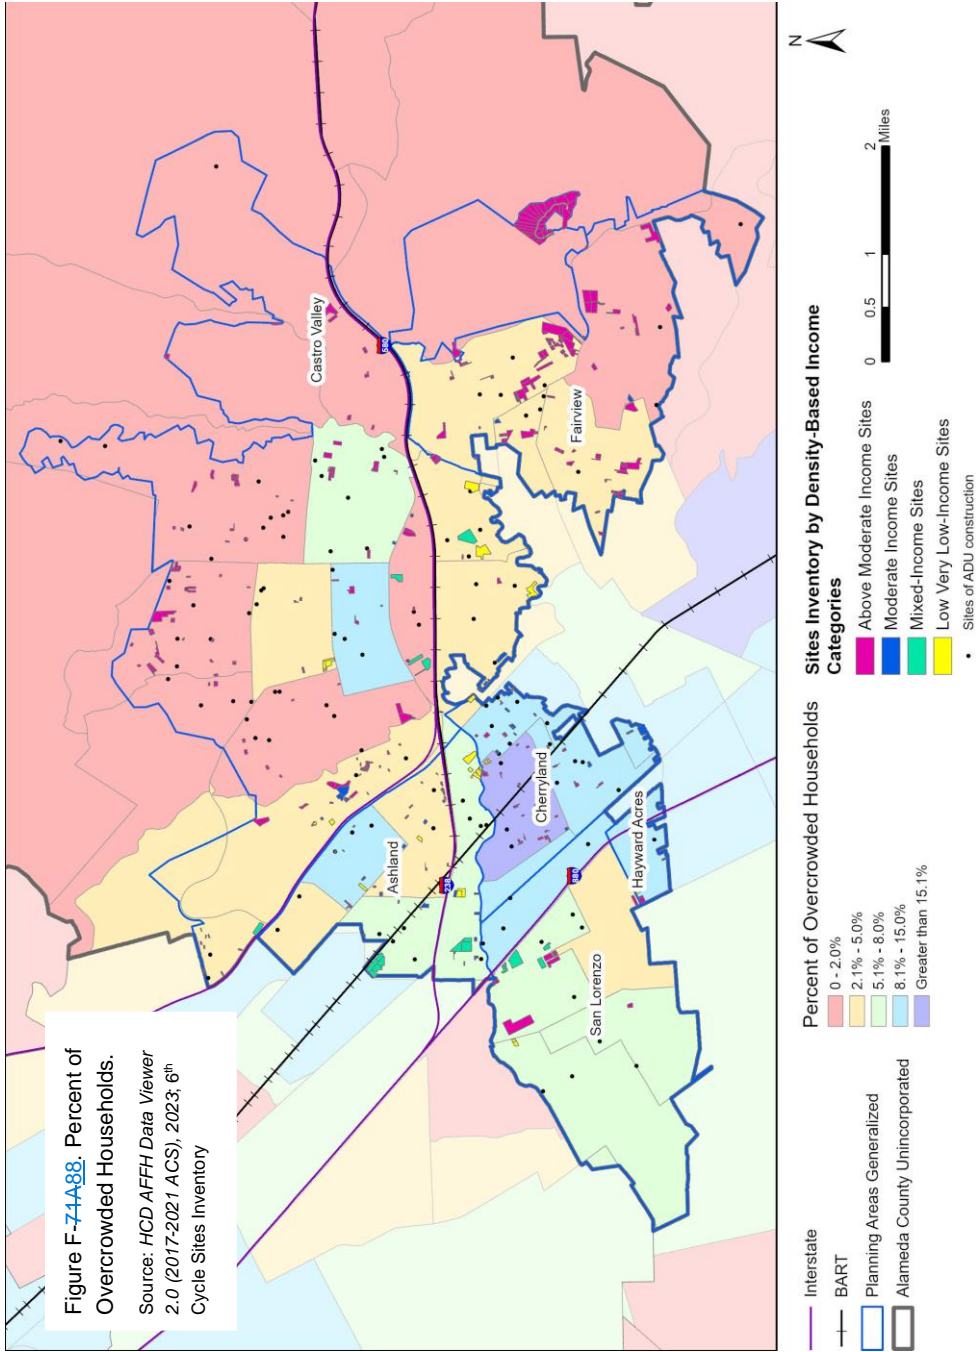 Figure F-71A88. Percent of
Overcrowded Households.
Source: HCD AFFH Data Viewer
2.0 (2017-2021 ACS), 2023; 6th
Cycle Sites Inventory
Castro Valley
680
Fairview
Ashland
238
Cherryland
880
Hayward Acres
San Lorenzo
N
0 0.5 1 2
Miles
Interstate
BART
Planning Areas Generalized
Alameda County Unincorporated
Percent of Overcrowded Households
0 - 2.0%
2.1% - 5.0%
5.1% - 8.0%
8.1% - 15.0%
Greater than 15.1%
Sites Inventory by Density-Based Income
Categories
Above Moderate Income Sites
Moderate Income Sites
Mixed-Income Sites
Low Very Low-Income Sites
Sites of ADU construction